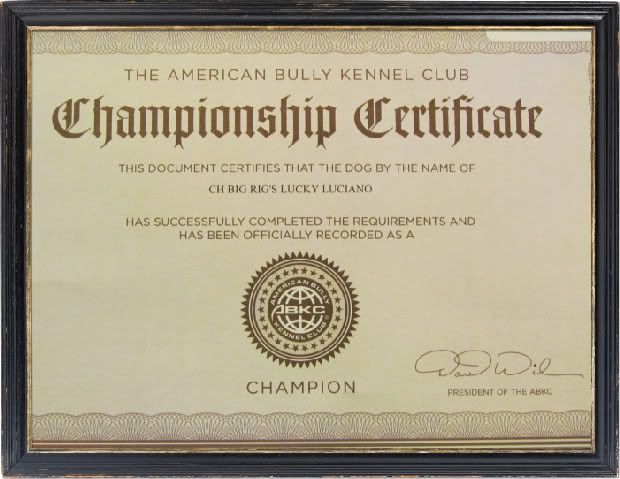 THE AMERICAN BULLY KENNEL CLUB
Championship Certificate
THIS DOCUMENT CERTIFIES THAT THE DOG BY THE NAME OF
CH BIG RIG'S LUCKY LUCIANO
HAS SUCCESSFULLY COMPLETED THE REQUIREMENTS AND
HAS BEEN OFFICIALLY RECORDED AS A
AMERICAN BULLY
ABKC
KENNEL CLUB
CHAMPION
PRESIDENT OF THE ABKC